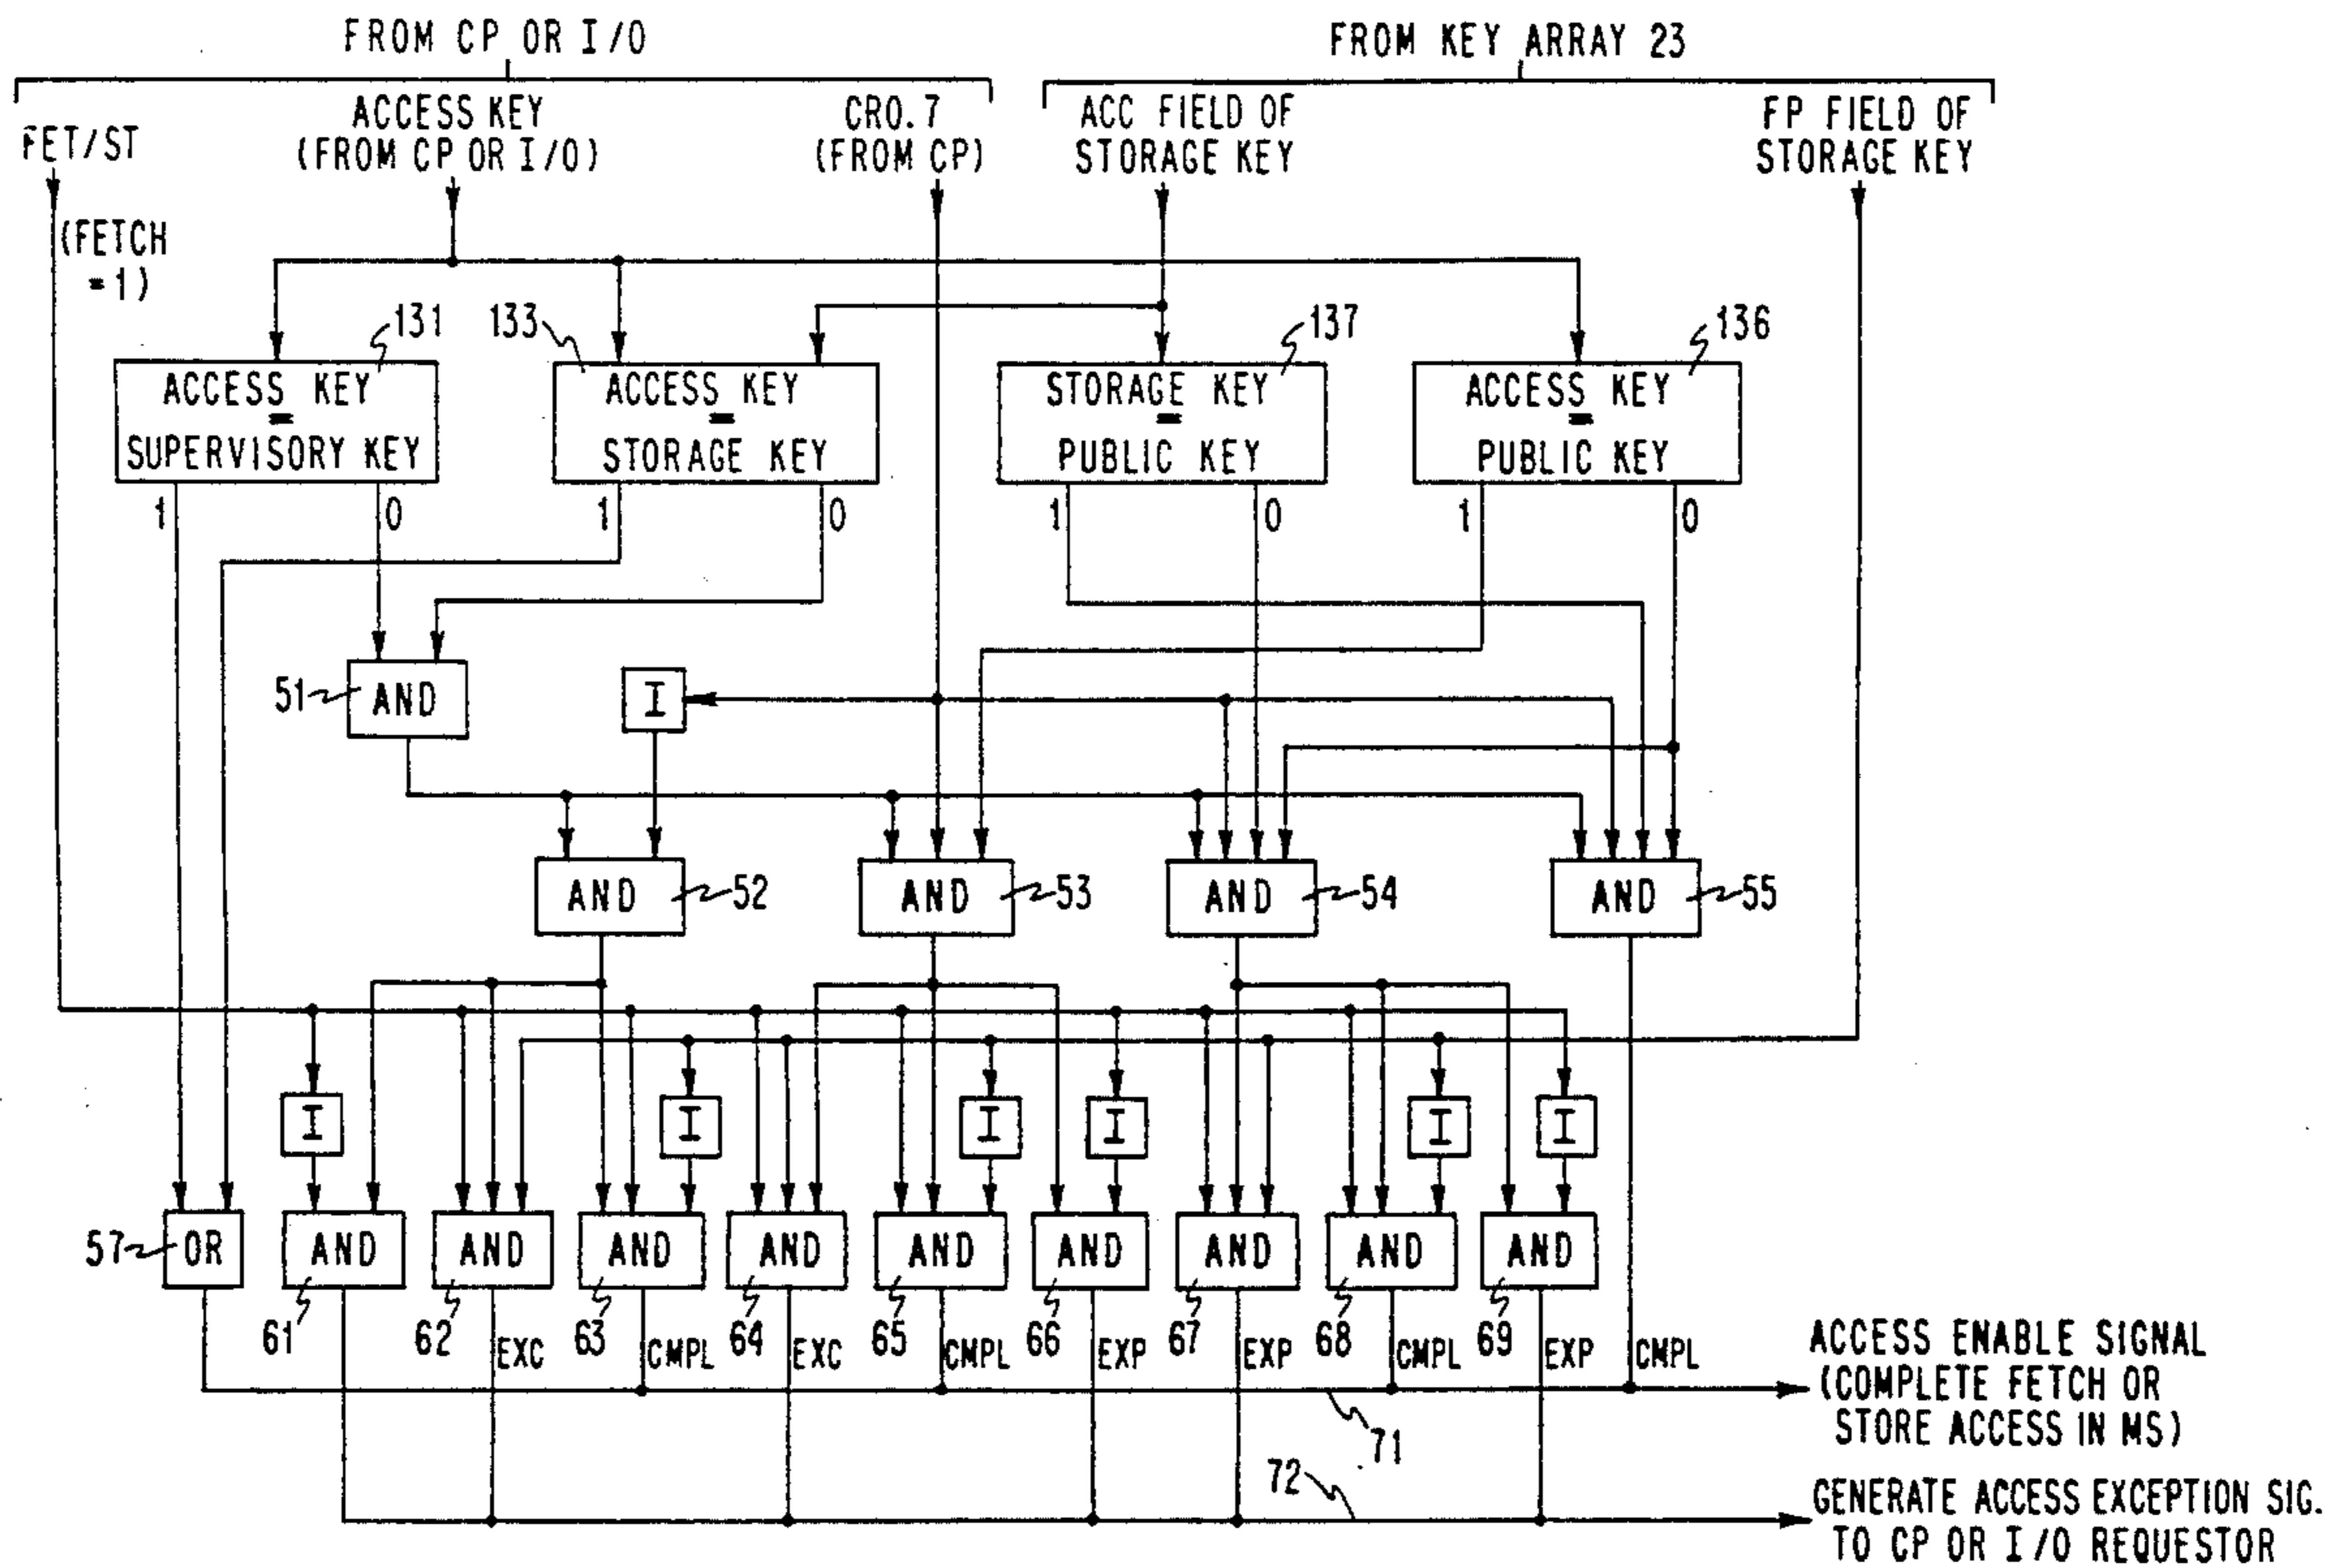 FROM CP OR I/O
FROM KEY ARRAY 23
FET/ST
ACCESS KEY
(FROM CP OR I/O)
CRO.7
(FROM CP)
ACC FIELD OF
STORAGE KEY
FP FIELD OF
STORAGE KEY
(FETCH
=1)
131
133
137
136
ACCESS KEY
=
SUPERVISORY KEY
ACCESS KEY
=
STORAGE KEY
STORAGE KEY
=
PUBLIC KEY
ACCESS KEY
=
PUBLIC KEY
1 0 1 0 1 0 1 0
51 AND
I
AND 52
AND 53
AND 54
AND 55
I I I I I I
57 OR AND AND AND AND AND AND AND AND AND
61 62 63 64 65 66 67 68 69
EXC CMPL EXC CMPL EXP EXP CMPL EXP CMPL
ACCESS ENABLE SIGNAL
(COMPLETE FETCH OR
STORE ACCESS IN MS)
71
72
GENERATE ACCESS EXCEPTION SIG.
TO CP OR I/O REQUESTOR